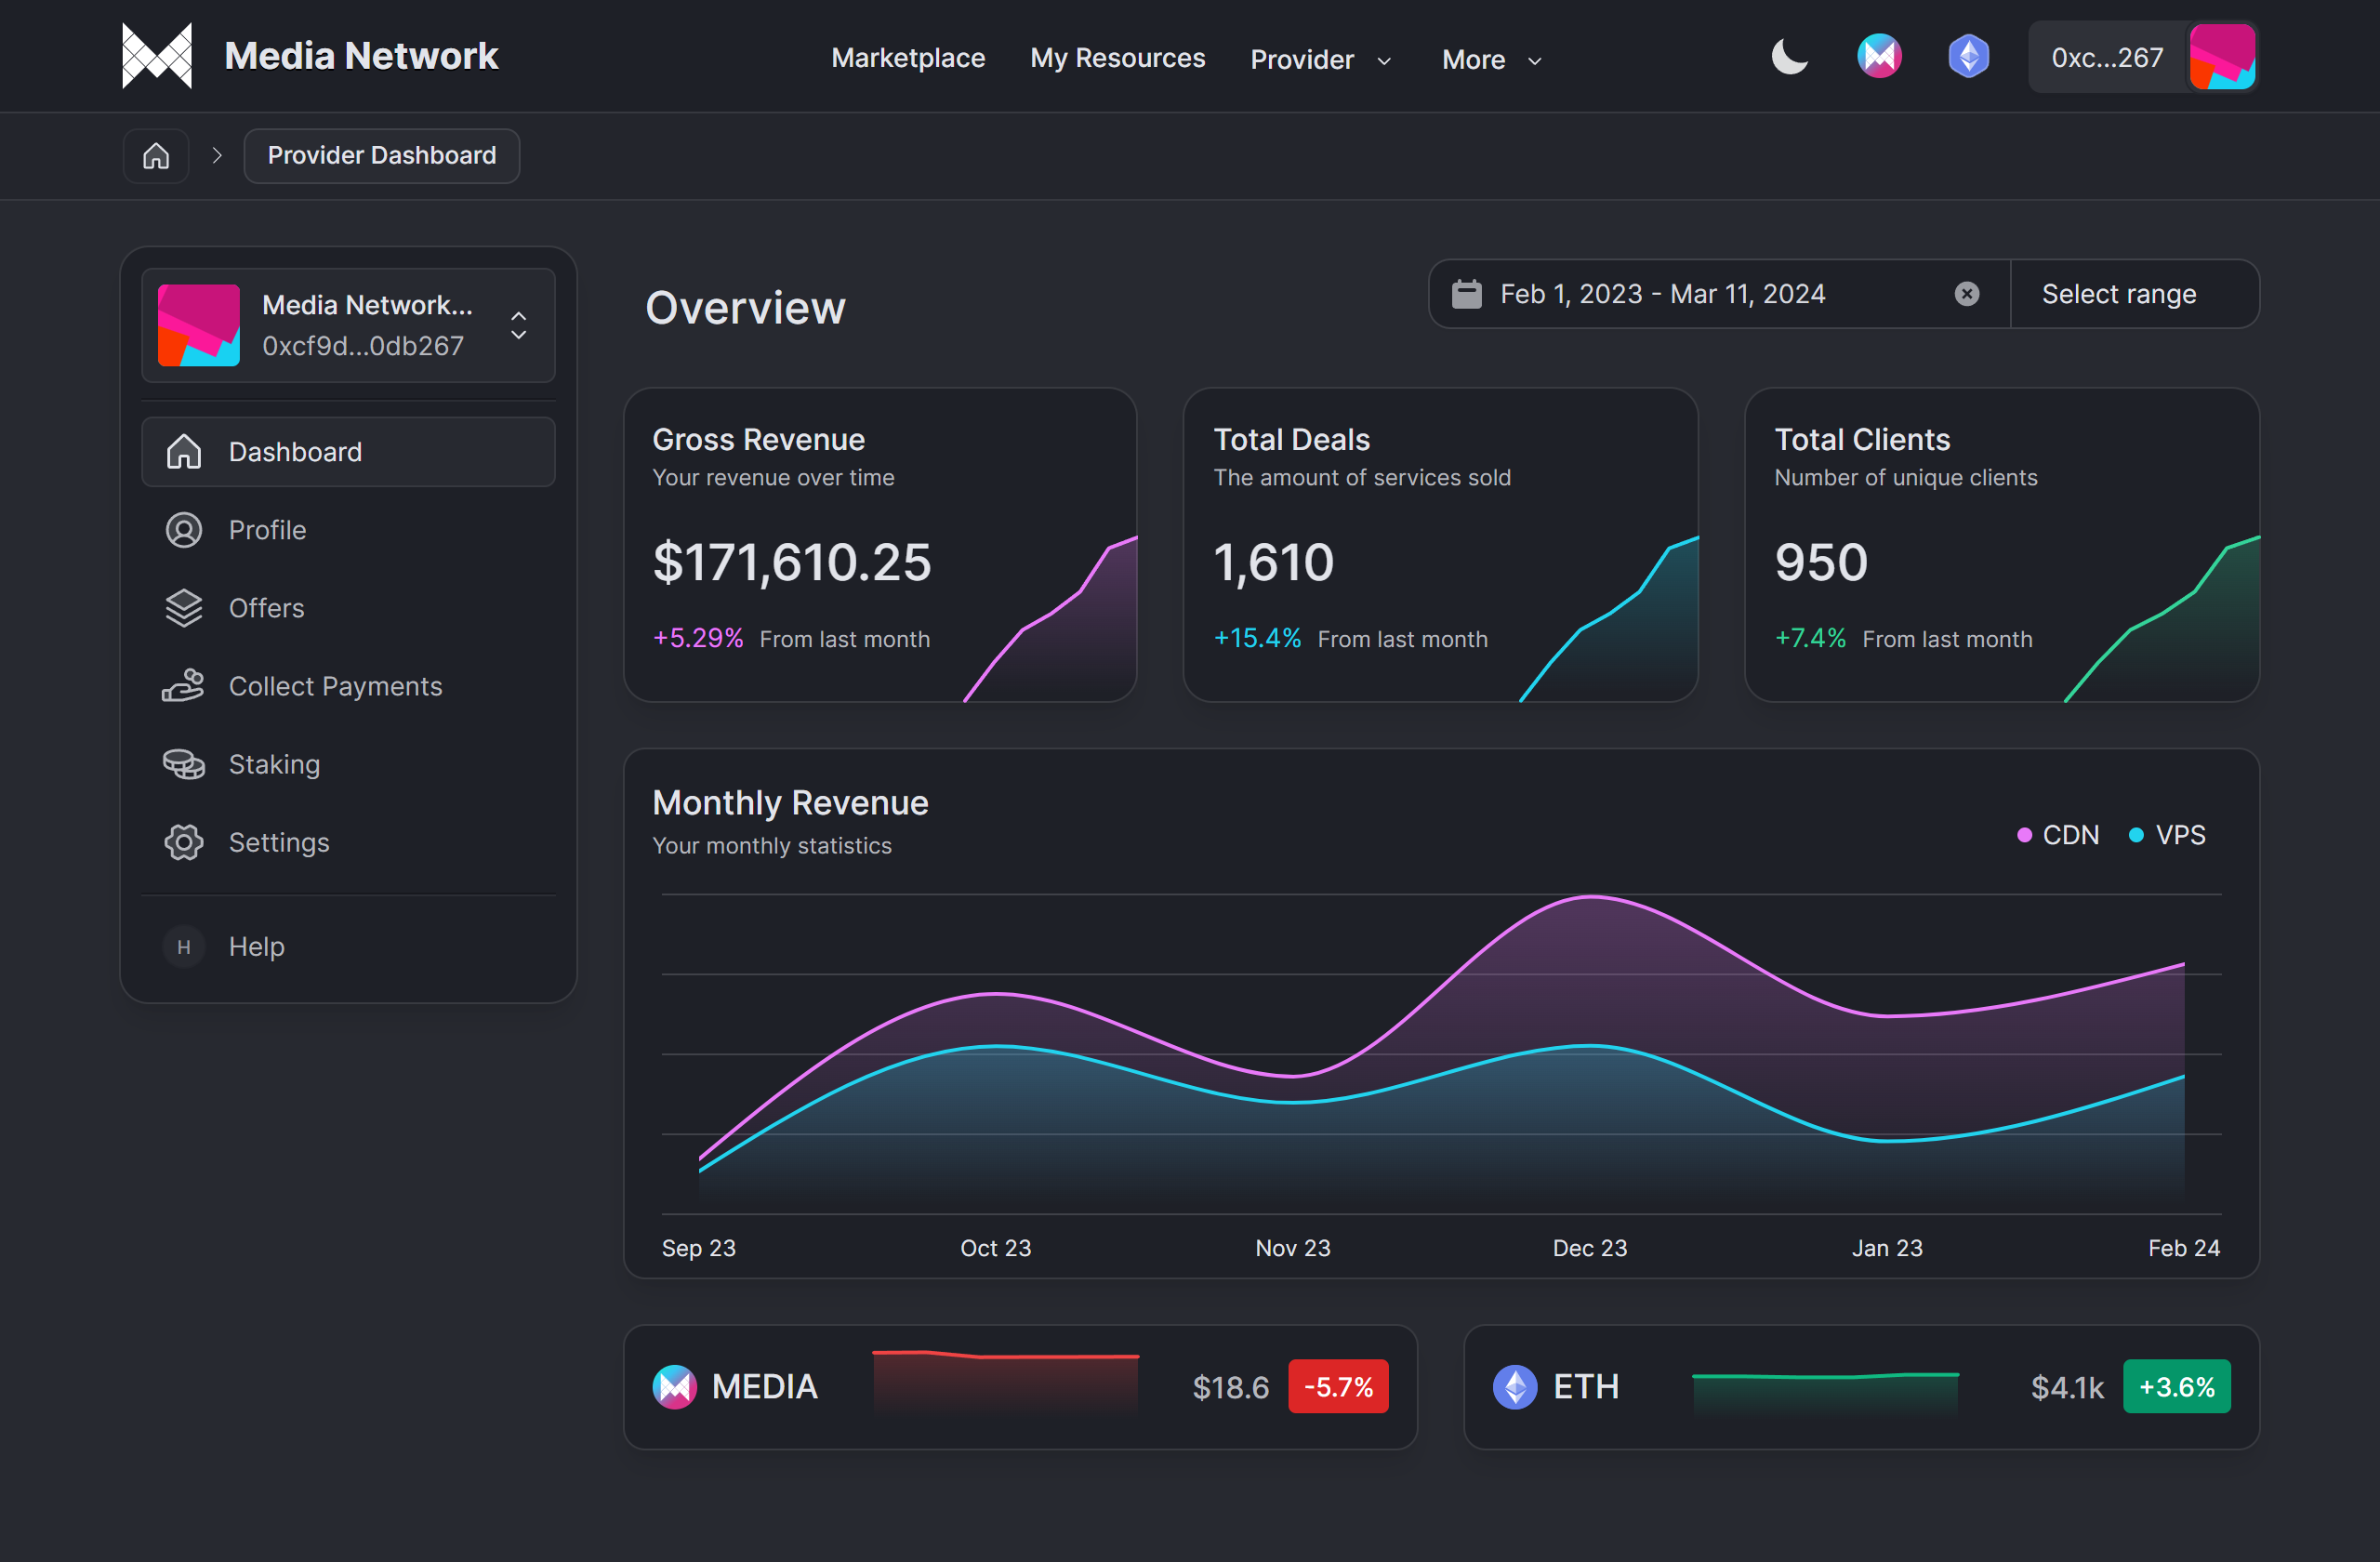 Media Network
Marketplace
My Resources
Provider
More
0xc...267
Provider Dashboard
Media Network...
0xcf9d...0db267
Dashboard
Profile
Offers
Collect Payments
Staking
Settings
H Help
Overview
Feb 1, 2023 - Mar 11, 2024
Select range
Gross Revenue
Your revenue over time
$171,610.25
+5.29% From last month
Total Deals
The amount of services sold
1,610
+15.4% From last month
Total Clients
Number of unique clients
950
+7.4% From last month
Monthly Revenue
Your monthly statistics
CDN VPS
Sep 23 Oct 23 Nov 23 Dec 23 Jan 23 Feb 24
MEDIA $18.6 -5.7%
ETH $4.1k +3.6%